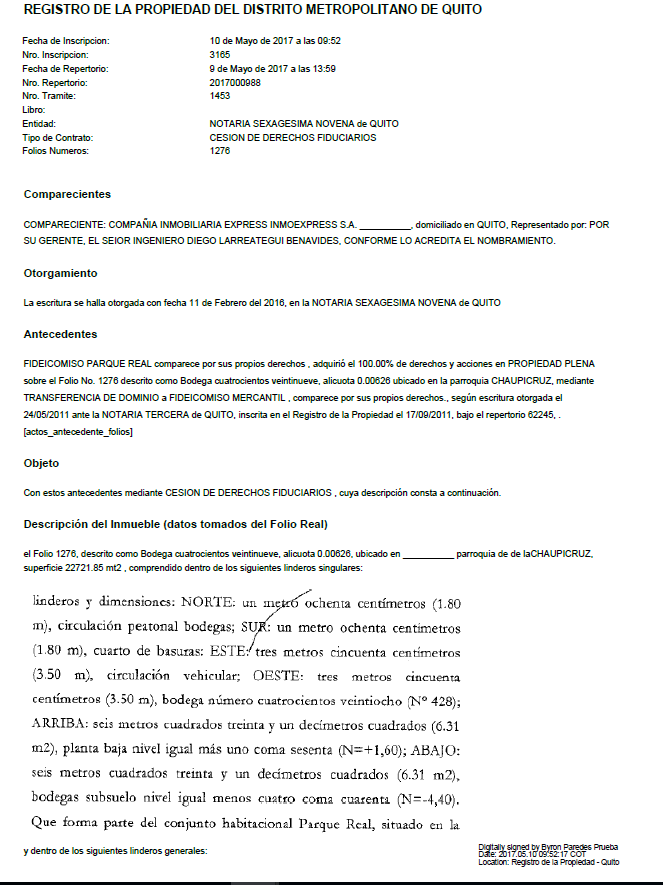 REGISTRO DE LA PROPIEDAD DEL DISTRITO METROPOLITANO DE QUITO
Fecha de Inscripcion: 10 de Mayo de 2017 a las 09:52
Nro. Inscripcion: 3165
Fecha de Repertorio: 9 de Mayo de 2017 a las 13:59
Nro. Repertorio: 2017000988
Nro. Tramite: 1453
Libro:
Entidad: NOTARIA SEXAGESIMA NOVENA de QUITO
Tipo de Contrato: CESION DE DERECHOS FIDUCIARIOS
Folios Numeros: 1276
Comparecientes
COMPARECIENTE: COMPAÑIA INMOBILIARIA EXPRESS INMOEXPRESS S.A. __________, domiciliado en QUITO, Representado por: POR
SU GERENTE, EL SEIOR INGENIERO DIEGO LARREATEGUI BENAVIDES, CONFORME LO ACREDITA EL NOMBRAMIENTO.
Otorgamiento
La escritura se halla otorgada con fecha 11 de Febrero del 2016, en la NOTARIA SEXAGESIMA NOVENA de QUITO
Antecedentes
FIDEICOMISO PARQUE REAL comparece por sus propios derechos , adquirió el 100.00% de derechos y acciones en PROPIEDAD PLENA
sobre el Folio No. 1276 descrito como Bodega cuatrocientos veintinueve, alicuota 0.00626 ubicado en la parroquia CHAUPICRUZ, mediante
TRANSFERENCIA DE DOMINIO a FIDEICOMISO MERCANTIL , comparece por sus propios derechos., según escritura otorgada el
24/05/2011 ante la NOTARIA TERCERA de QUITO, inscrita en el Registro de la Propiedad el 17/09/2011, bajo el repertorio 62245, .
[actos_antecedente_folios]
Objeto
Con estos antecedentes mediante CESION DE DERECHOS FIDUCIARIOS , cuya descripción consta a continuación.
Descripción del Inmueble (datos tomados del Folio Real)
el Folio 1276, descrito como Bodega cuatrocientos veintinueve, alicuota 0.00626, ubicado en __________ parroquia de de laCHAUPICRUZ,
superficie 22721.85 mt2 , comprendido dentro de los siguientes linderos singulares:
linderos y dimensiones: NORTE: un metro ochenta centímetros (1.80
m), circulación peatonal bodegas; SUR: un metro ochenta centímetros
(1.80 m), cuarto de basuras: ESTE: tres metros cincuenta centímetros
(3.50 m), circulación vehicular; OESTE: tres metros cincuenta
centímetros (3.50 m), bodega número cuatrocientos veintiocho (N° 428);
ARRIBA: seis metros cuadrados treinta y un decímetros cuadrados (6.31
m2), planta baja nivel igual más uno coma sesenta (N=+1,60); ABAJO:
seis metros cuadrados treinta y un decímetros cuadrados (6.31 m2),
bodegas subsuelo nivel igual menos cuatro coma cuarenta (N=-4,40).
Que forma parte del conjunto habitacional Parque Real, situado en la
y dentro de los siguientes linderos generales:
Digitally signed by Byron Paredes Prueba
Date: 2017.05.10 09:52:17 COT
Location: Registro de la Propiedad - Quito